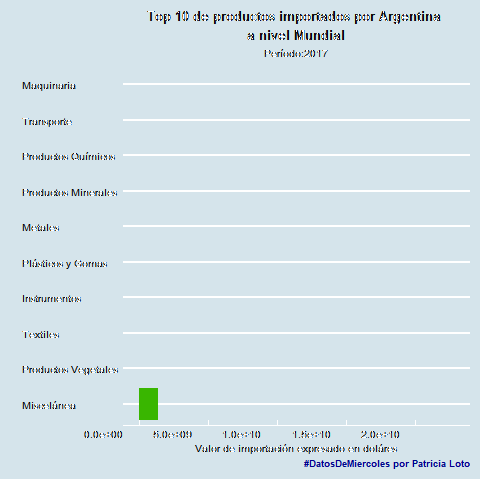 Top 10 de productos importados por Argentina
a nivel Mundial
Período:2017
Maquinaria
Transporte
Productos Químicos
Productos Minerales
Metales
Plásticos y Gomas
Instrumentos
Textiles
Productos Vegetales
Miscelánea
0.0e+00 5.0e+09 1.0e+10 1.5e+10 2.0e+10
Valor de importación expresado en dolúres
#DatosDeMiercoles por Patricia Loto